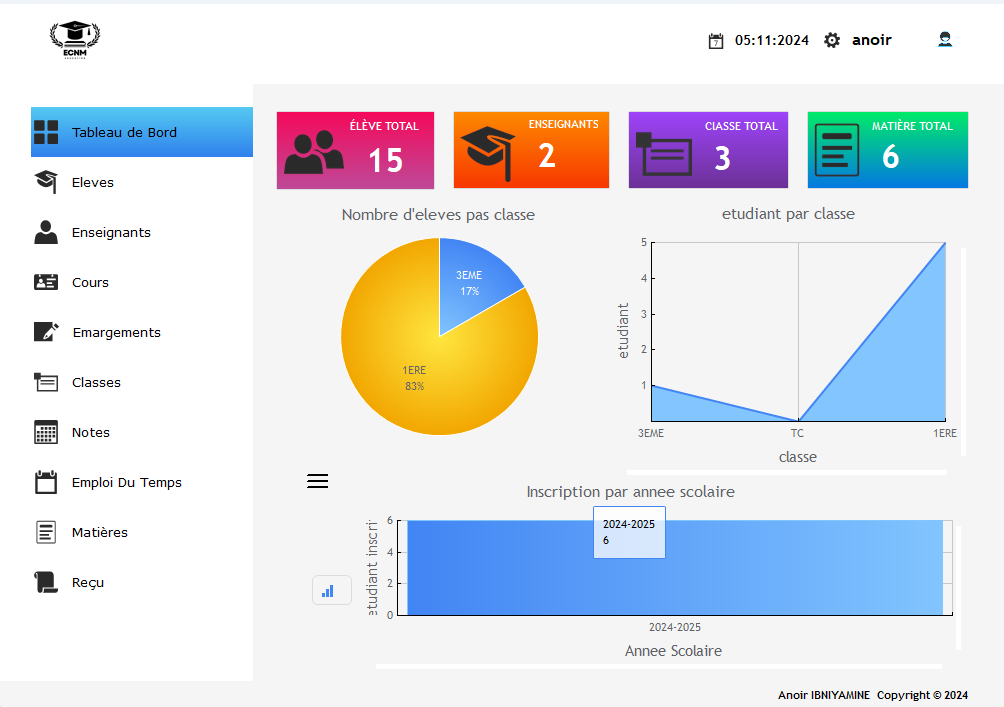 ECNM
7
05:11:2024
anoir
Tableau de Bord
Eleves
Enseignants
Cours
Emargements
Classes
Notes
Emploi Du Temps
Matières
Reçu
ÉLÈVE TOTAL
15
ENSEIGNANTS
2
ClASSE TOTAL
3
MATIÈRE TOTAL
6
Nombre d'eleves pas classe
3EME
17%
1ERE
83%
etudiant par classe
etudiant
5
4
3
2
1
3EME
TC
1ERE
classe
Inscription par annee scolaire
etudiant inscri
6
4
2
0
2024-2025
6
2024-2025
Annee Scolaire
Anoir IBNIYAMINE Copyright © 2024